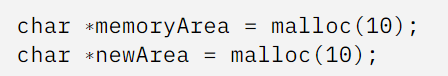 char *memoryArea = malloc(10);
char *newArea = malloc(10);